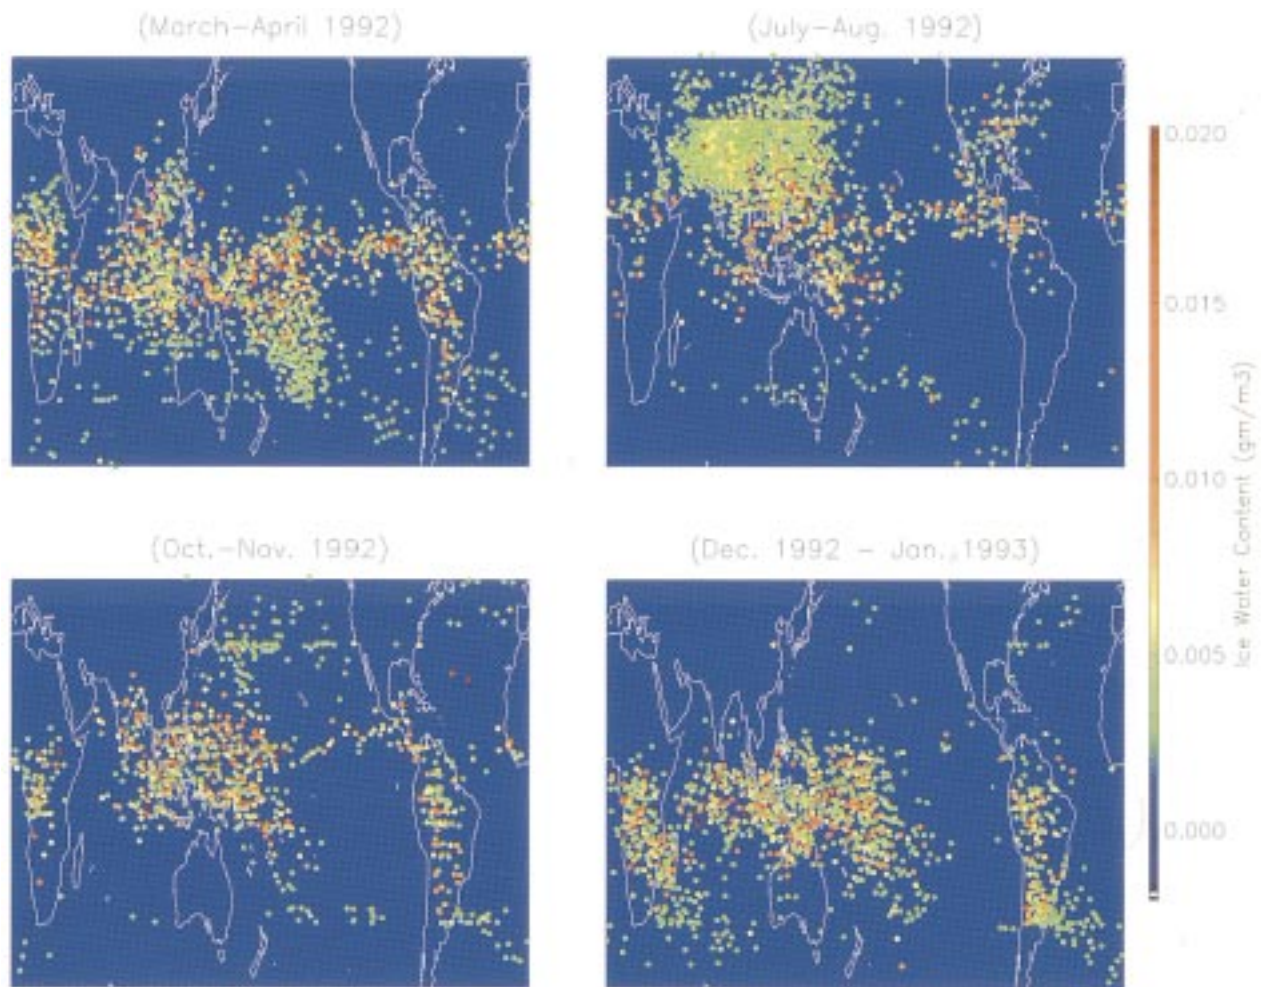 (March-April 1992)
(July-Aug. 1992)
(Oct.-Nov. 1992)
(Dec. 1992 - Jan., 1993)
0.020
0.015
0.010
0.005
0.000
Ice Water Content (gm/m3)